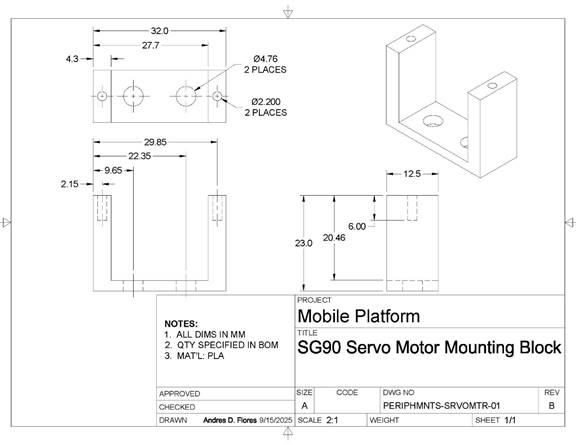 32.0
27.7
4.3
Ø4.76
2 PLACES
Ø2.200
2 PLACES
29.85
22.35
9.65
2.15
12.5
6.00
23.0
20.46
NOTES:
1. ALL DIMS IN MM
2. QTY SPECIFIED IN BOM
3. MAT'L: PLA
PROJECT
Mobile Platform
TITLE
SG90 Servo Motor Mounting Block
APPROVED
CHECKED
DRAWN Andres D. Flores 9/15/2025
SIZE CODE DWG NO REV
A PERIPHMNTS-SRVOMTR-01 B
SCALE 2:1 WEIGHT SHEET 1/1